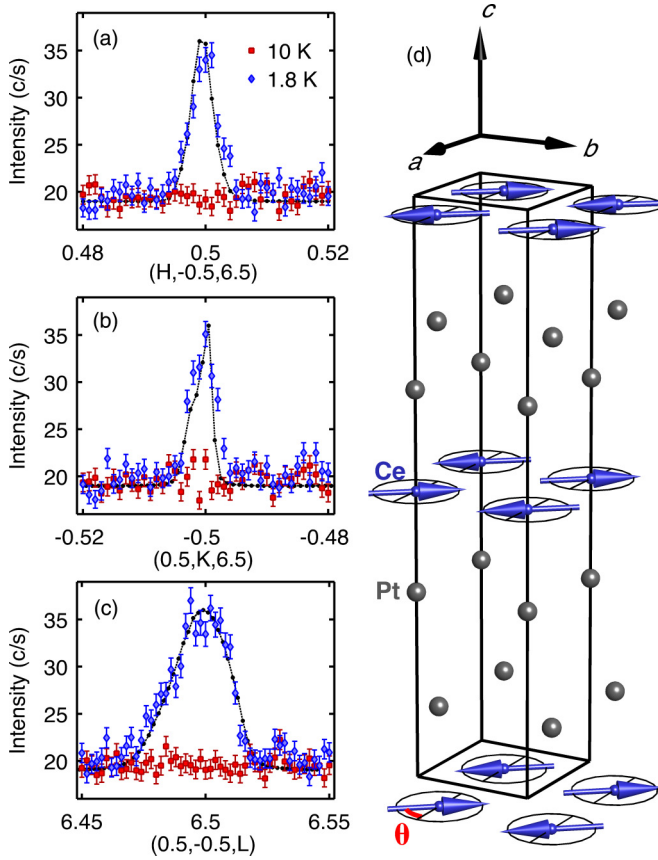 (a)
10 K
1.8 K
Intensity (c/s)
35
30
25
20
0.48
0.5
0.52
(H,-0.5,6.5)
(b)
Intensity (c/s)
35
30
25
20
-0.52
-0.5
-0.48
(0.5,K,6.5)
(c)
Intensity (c/s)
35
30
25
20
6.45
6.5
6.55
(0.5,-0.5,L)
(d)
c
a
b
Ce
Pt
θ